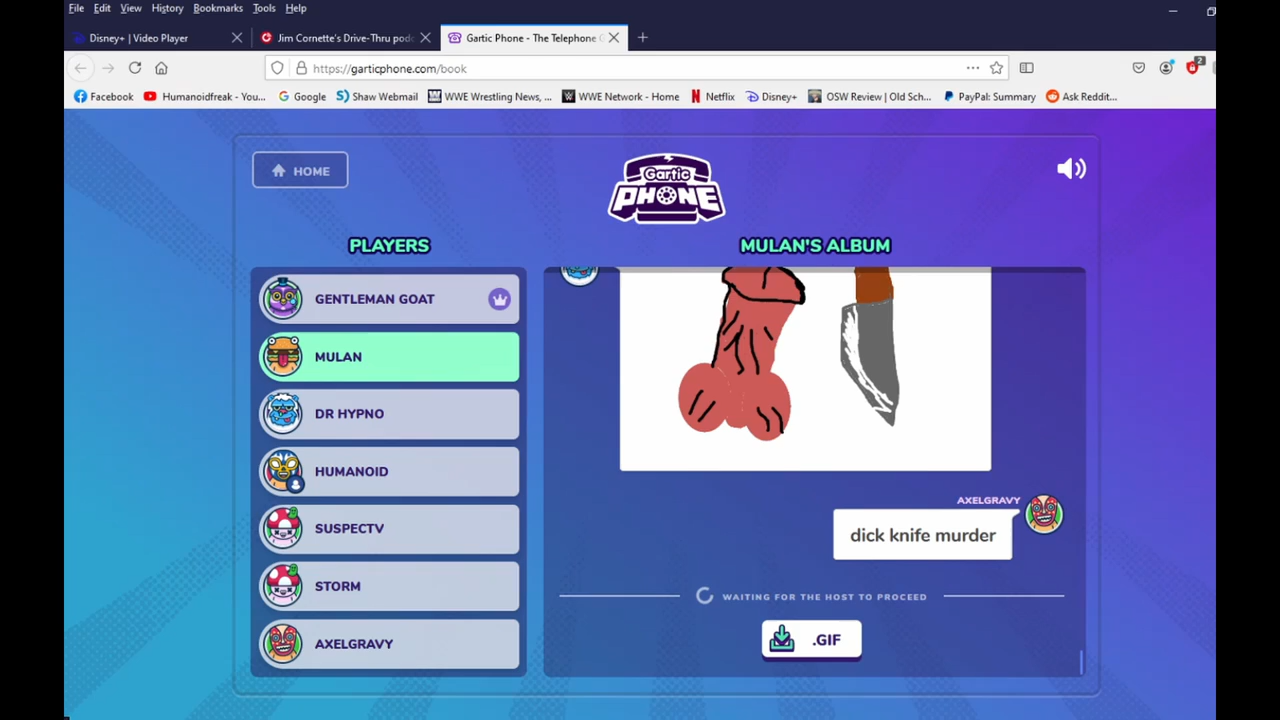 File Edit View History Bookmarks Tools Help
Disney+ | Video Player
Jim Cornette's Drive-Thru pod
Gartic Phone - The Telephone G
https://garticphone.com/book
2
Facebook
Humanoidfreak - You...
Google
Shaw Webmail
WWE Wrestling News, ...
WWE Network - Home
Netflix
Disney+
OSW Review | Old Sch...
PayPal: Summary
Ask Reddit...
HOME
Gartic
PHONE
PLAYERS
MULAN'S ALBUM
GENTLEMAN GOAT
MULAN
DR HYPNO
HUMANOID
SUSPECTV
STORM
AXELGRAVY
AXELGRAVY
dick knife murder
WAITING FOR THE HOST TO PROCEED
.GIF